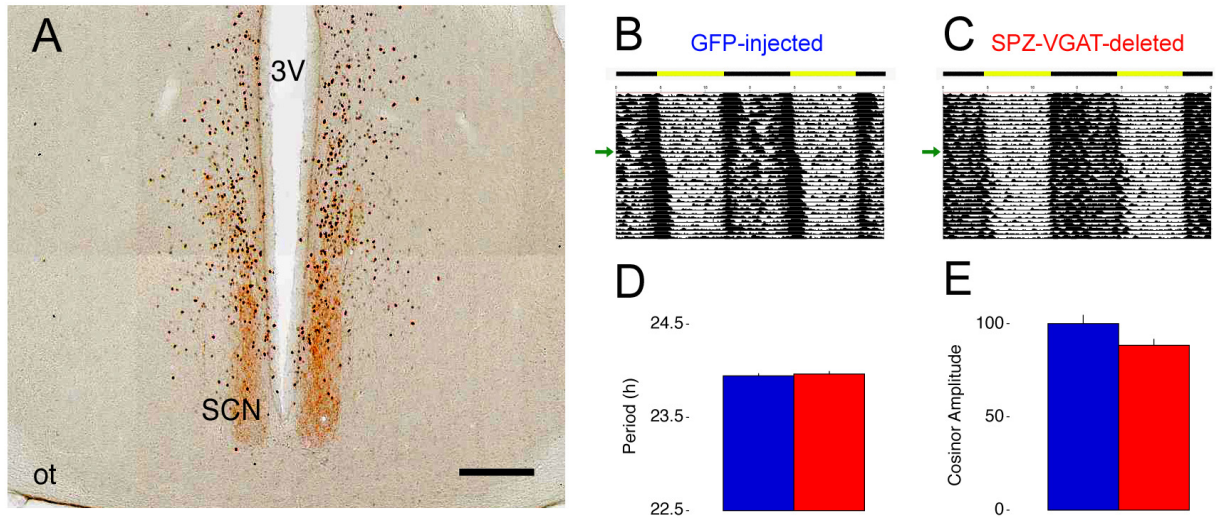 A
3V
SCN
ot
B
GFP-injected
C
SPZ-VGAT-deleted
D
24.5
23.5
22.5
Period (h)
E
100
50
0
Cosinor Amplitude